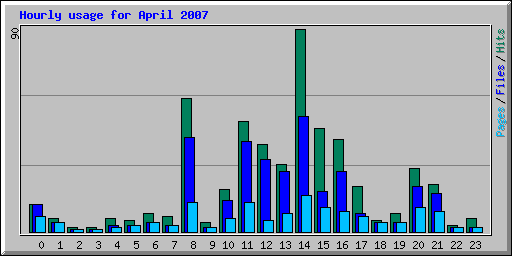 Hourly usage for April 2007
90
Pages / Files / Hits
0 1 2 3 4 5 6 7 8 9 10 11 12 13 14 15 16 17 18 19 20 21 22 23